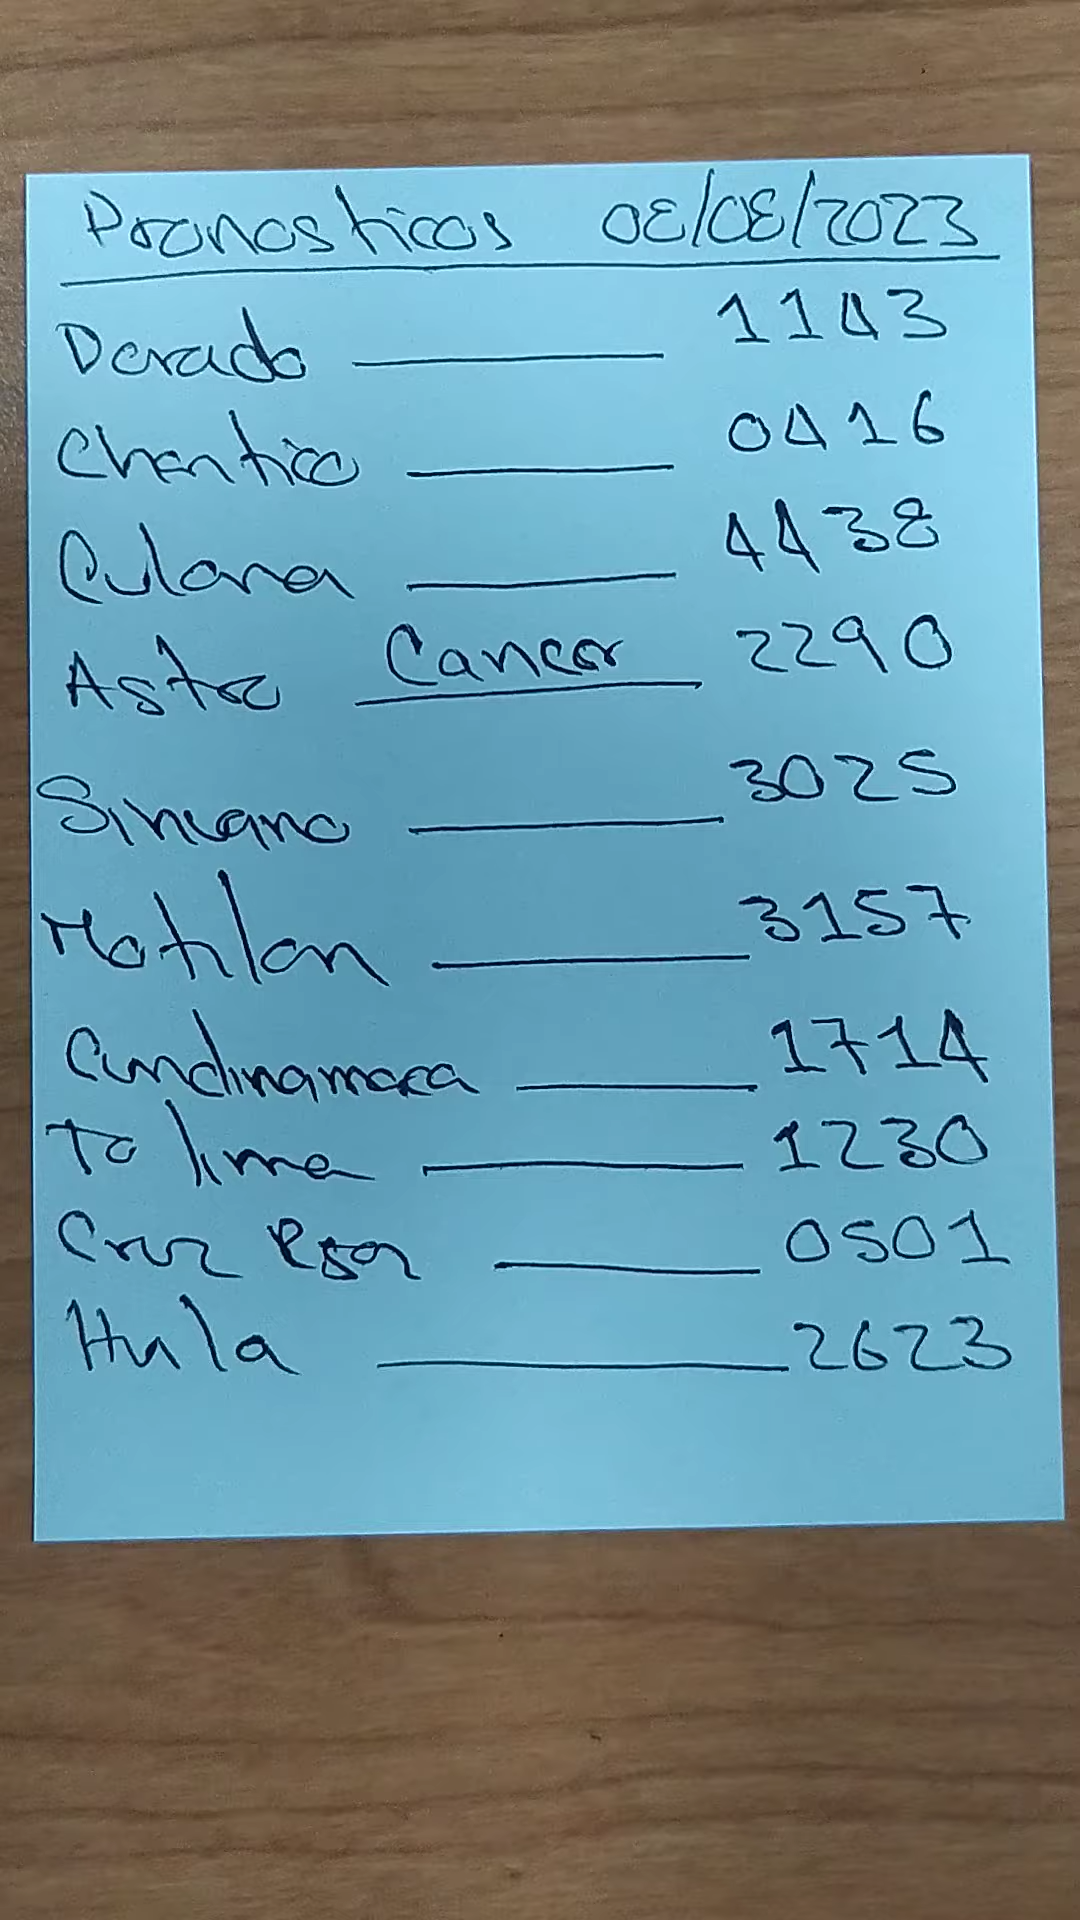 Pronosticos 08/08/2023
Dorado 1143
Chontico 0416
Culona 4438
Astro Cancer 2290
Sinuano 3025
Motilon 3157
Cundinamarca 1714
Tolima 1230
Cruz Roja 0501
Huila 2623